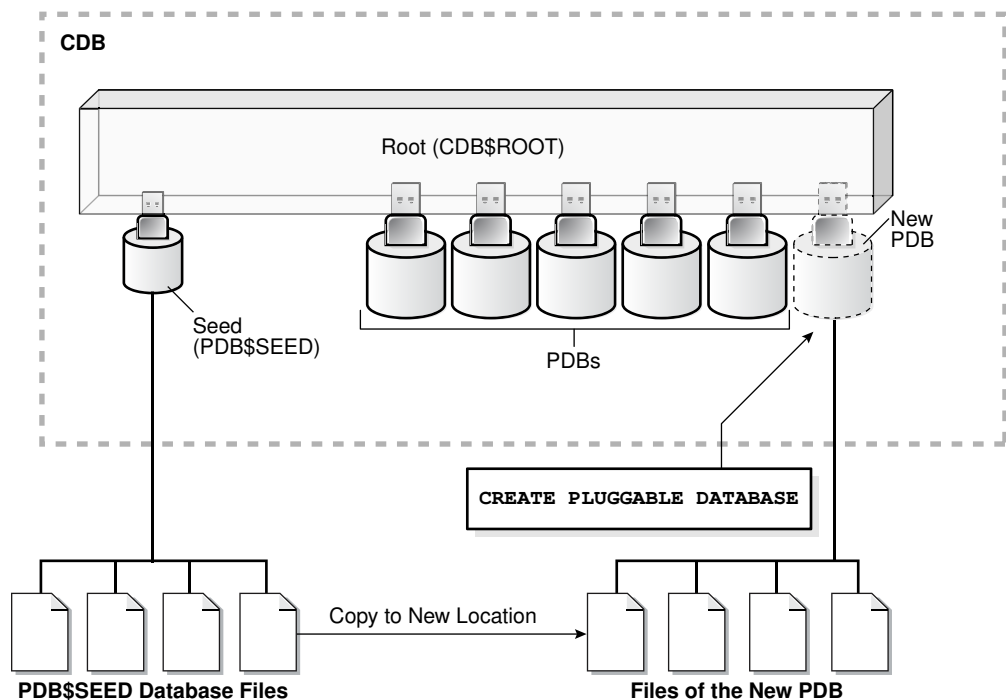 CDB
Root (CDB$ROOT)
New
PDB
Seed
(PDB$SEED)
PDBs
CREATE PLUGGABLE DATABASE
Copy to New Location
PDB$SEED Database Files
Files of the New PDB